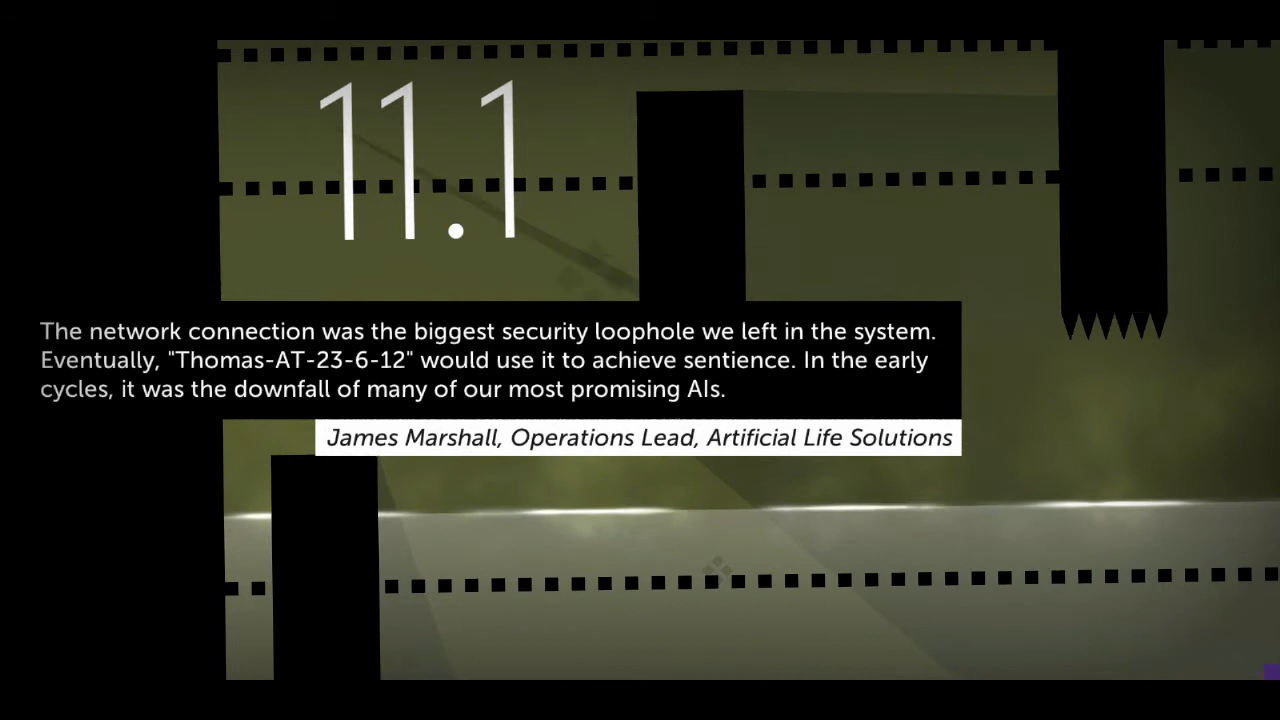 11.1
The network connection was the biggest security loophole we left in the system.
Eventually, "Thomas-AT-23-6-12" would use it to achieve sentience. In the early
cycles, it was the downfall of many of our most promising AIs.
James Marshall, Operations Lead, Artificial Life Solutions